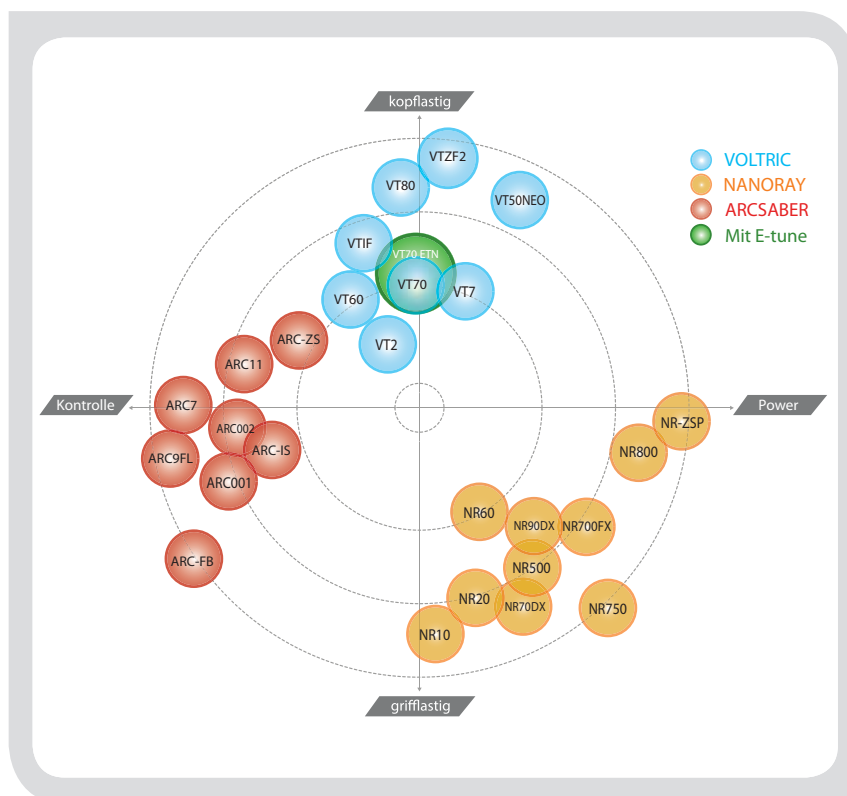 kopflastig
VTZF2
VT80
VT50NEO
VOLTRIC
NANORAY
ARCSABER
Mit E-tune
VTIF
VT70 ETN
VT70
VT7
VT60
VT2
ARC-ZS
ARC11
Kontrolle
ARC7
Power
ARC002
NR-ZSP
ARC-IS
NR800
ARC9FL
ARC001
NR60
NR90DX
NR700FX
ARC-FB
NR500
NR20
NR70DX
NR750
NR10
grifflastig